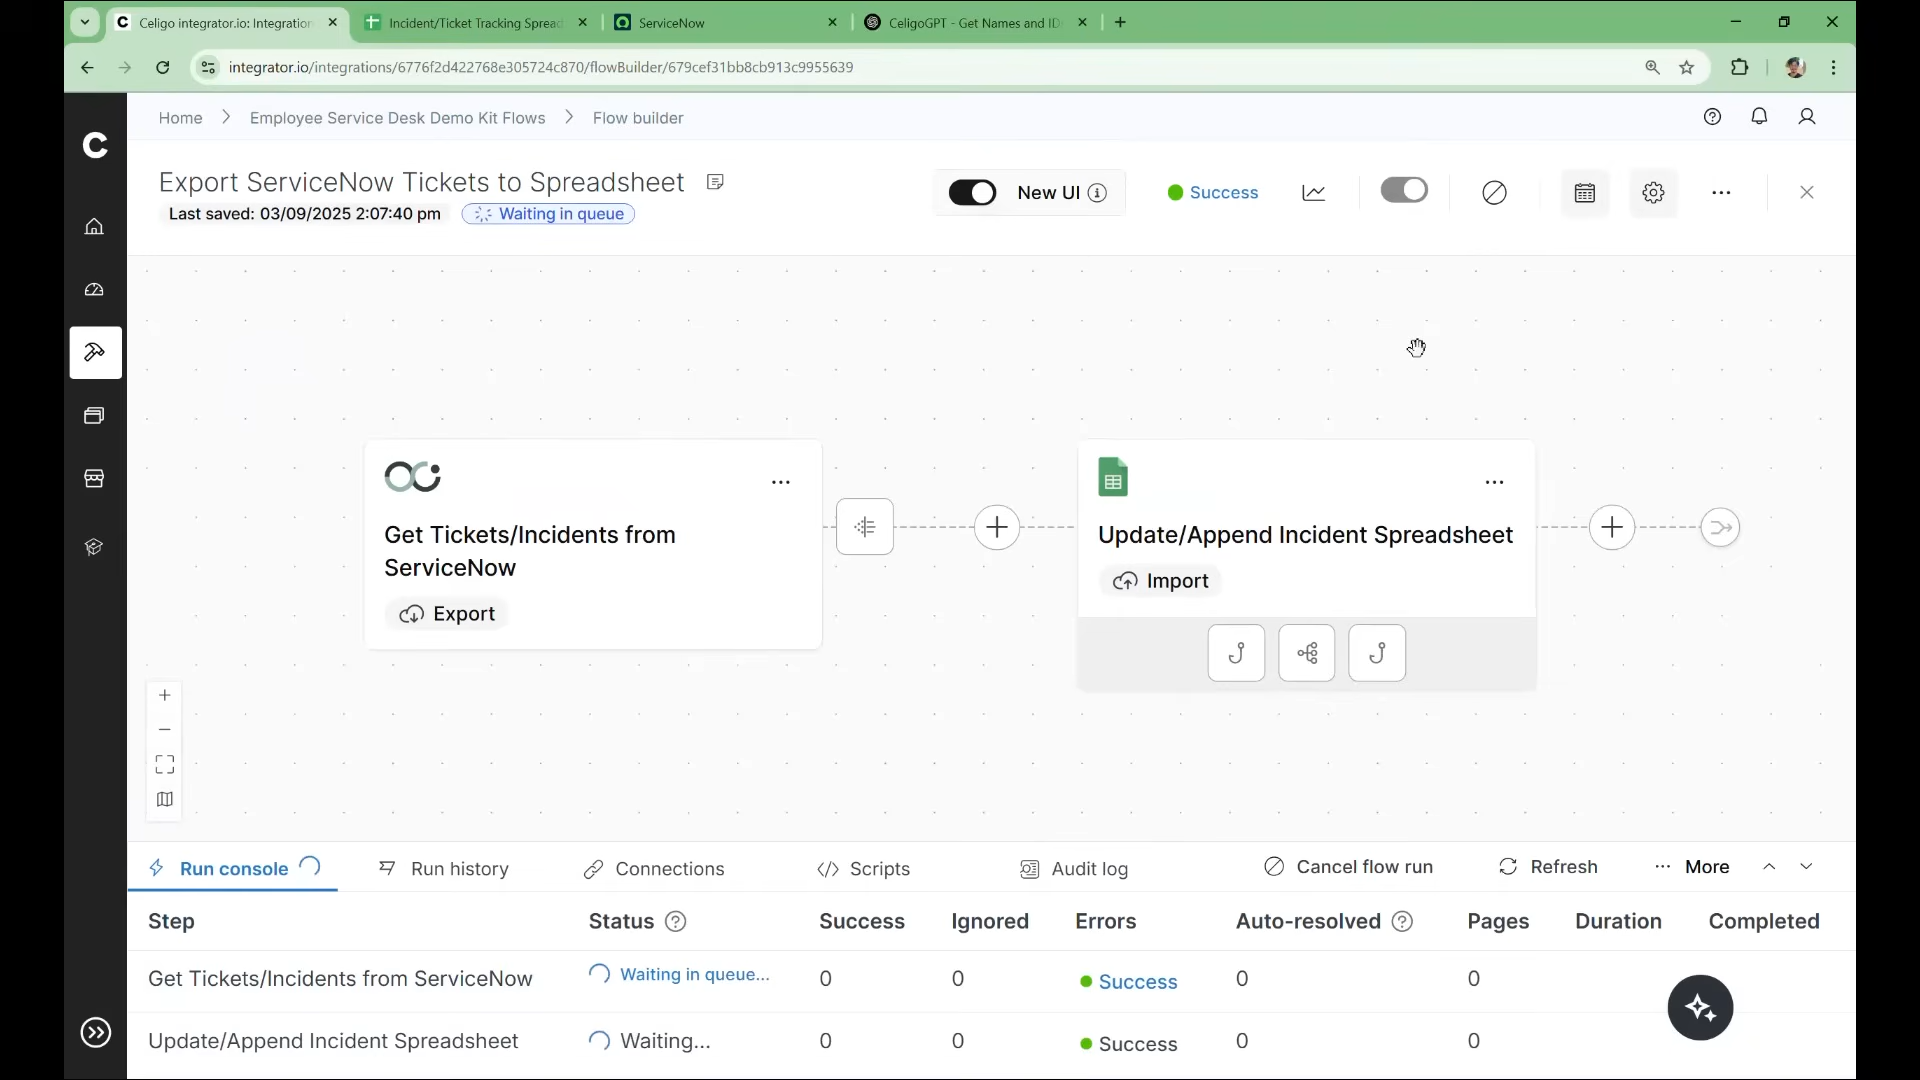 Celigo integrator.io: Integration
Incident/Ticket Tracking Spread
ServiceNow
CeligoGPT - Get Names and ID
integrator.io/integrations/6776f2d422768e305724c870/flowBuilder/679cef31bb8cb913c9955639
Home
Employee Service Desk Demo Kit Flows
Flow builder
Export ServiceNow Tickets to Spreadsheet
Last saved: 03/09/2025 2:07:40 pm
Waiting in queue
New UI
Success
Get Tickets/Incidents from
ServiceNow
Export
Update/Append Incident Spreadsheet
Import
Run console
Run history
Connections
Scripts
Audit log
Cancel flow run
Refresh
More
Step Status Success Ignored Errors Auto-resolved Pages Duration Completed
Get Tickets/Incidents from ServiceNow Waiting in queue... 0 0 Success 0 0
Update/Append Incident Spreadsheet Waiting... 0 0 Success 0 0